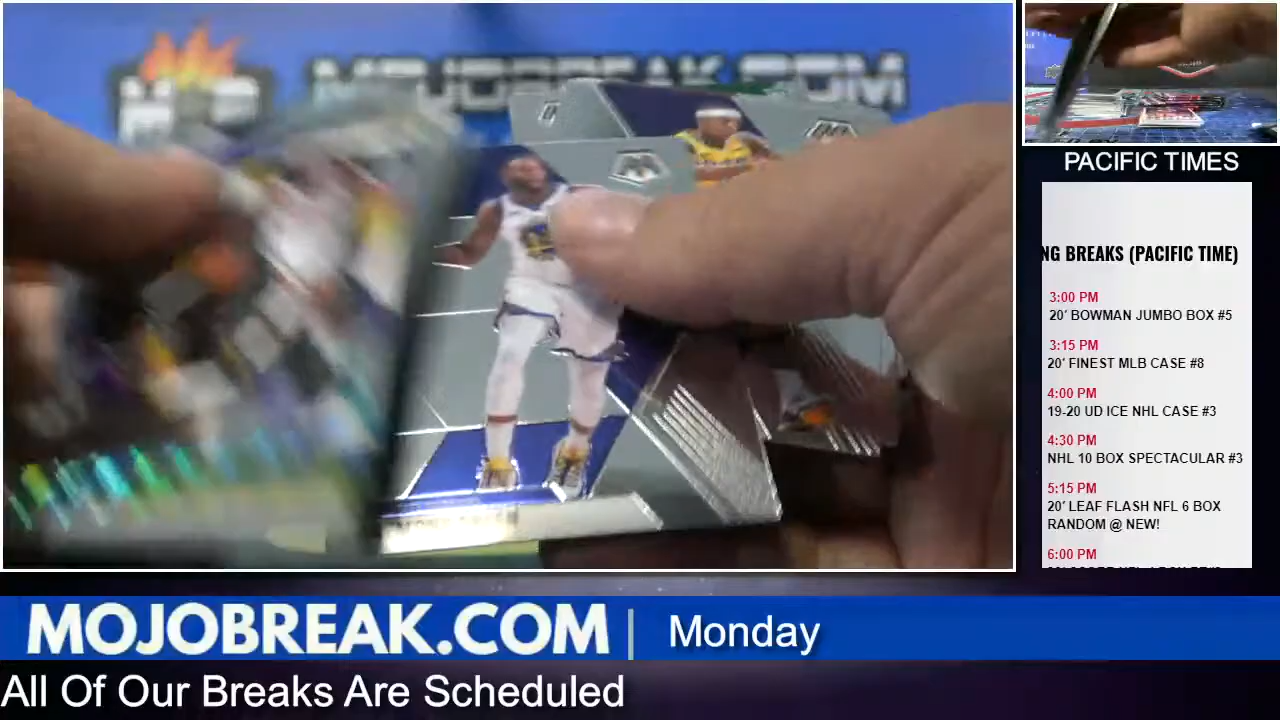 MOJOBREAK.COM
PACIFIC TIMES
NG BREAKS (PACIFIC TIME)
3:00 PM
20' BOWMAN JUMBO BOX #5
3:15 PM
20' FINEST MLB CASE #8
4:00 PM
19-20 UD ICE NHL CASE #3
4:30 PM
NHL 10 BOX SPECTACULAR #3
5:15 PM
20' LEAF FLASH NFL 6 BOX
RANDOM @ NEW!
6:00 PM
MOJOBREAK.COM | Monday
All Of Our Breaks Are Scheduled